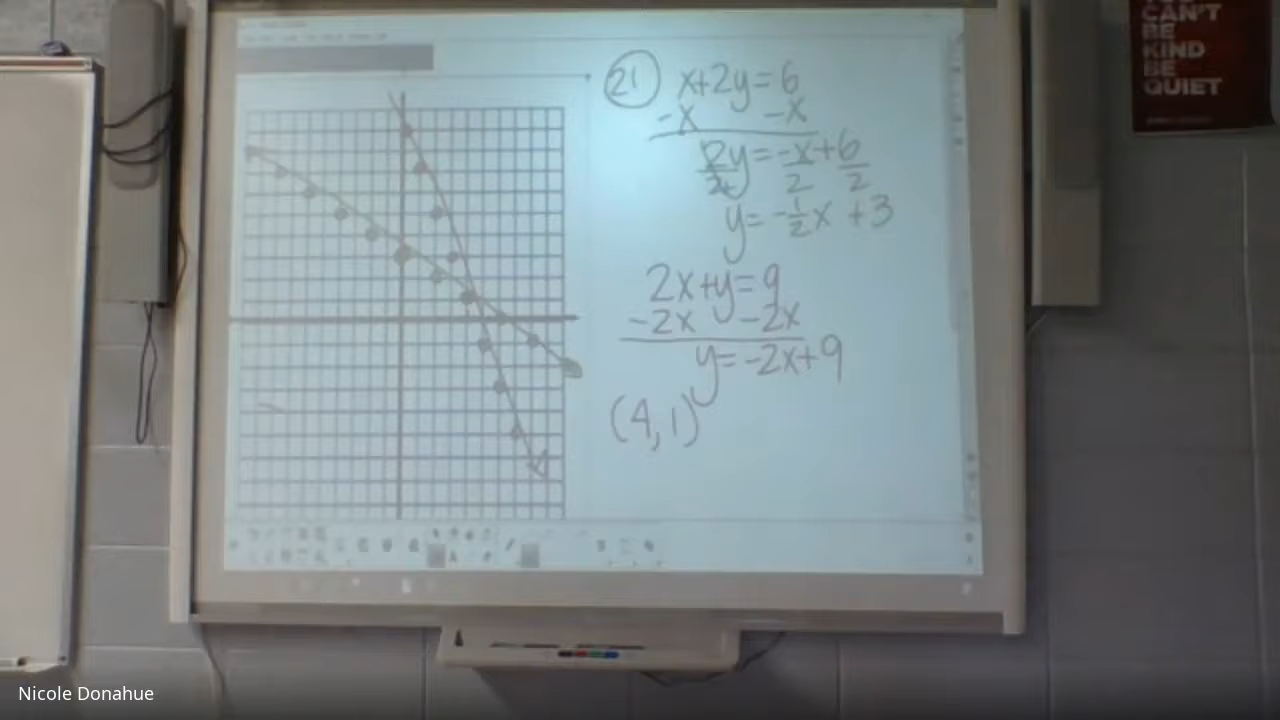 CAN'T
BE
KIND
BE
QUIET
21 x+2y=6
-x -x
2y=-x+6
2 2 2
y=-1/2x +3
2x+y=9
-2x -2x
y=-2x+9
(4,1)
Nicole Donahue